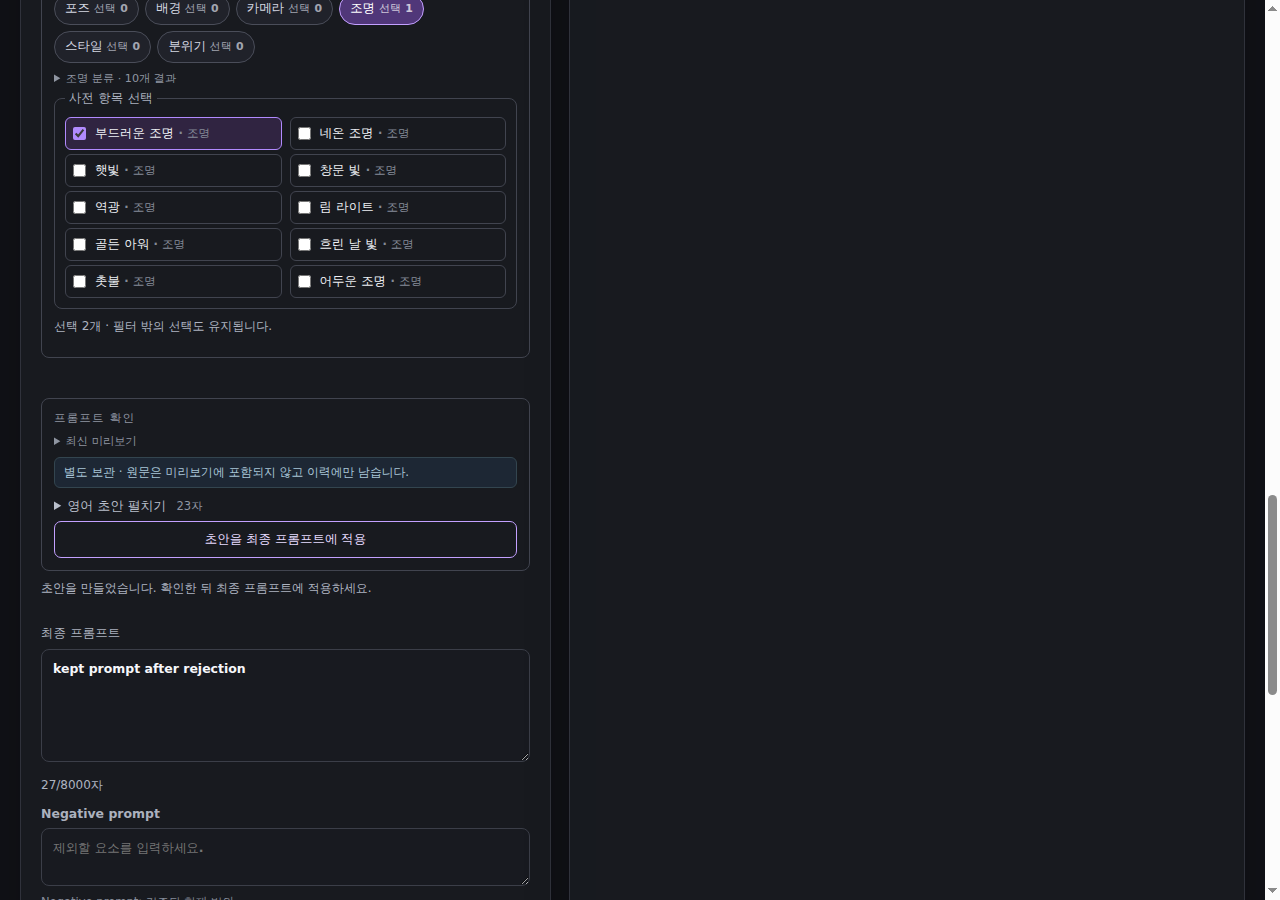 포즈 선택 0 배경 선택 0 카메라 선택 0 조명 선택 1
스타일 선택 0 분위기 선택 0
▶ 조명 분류 · 10개 결과
사전 항목 선택
부드러운 조명 · 조명
네온 조명 · 조명
햇빛 · 조명
창문 빛 · 조명
역광 · 조명
림 라이트 · 조명
골든 아워 · 조명
흐린 날 빛 · 조명
촛불 · 조명
어두운 조명 · 조명
선택 2개 · 필터 밖의 선택도 유지됩니다.
프롬프트 확인
▶ 최신 미리보기
별도 보관 · 원문은 미리보기에 포함되지 않고 이력에만 남습니다.
▶ 영어 초안 펼치기 23자
초안을 최종 프롬프트에 적용
초안을 만들었습니다. 확인한 뒤 최종 프롬프트에 적용하세요.
최종 프롬프트
kept prompt after rejection
27/8000자
Negative prompt
제외할 요소를 입력하세요.